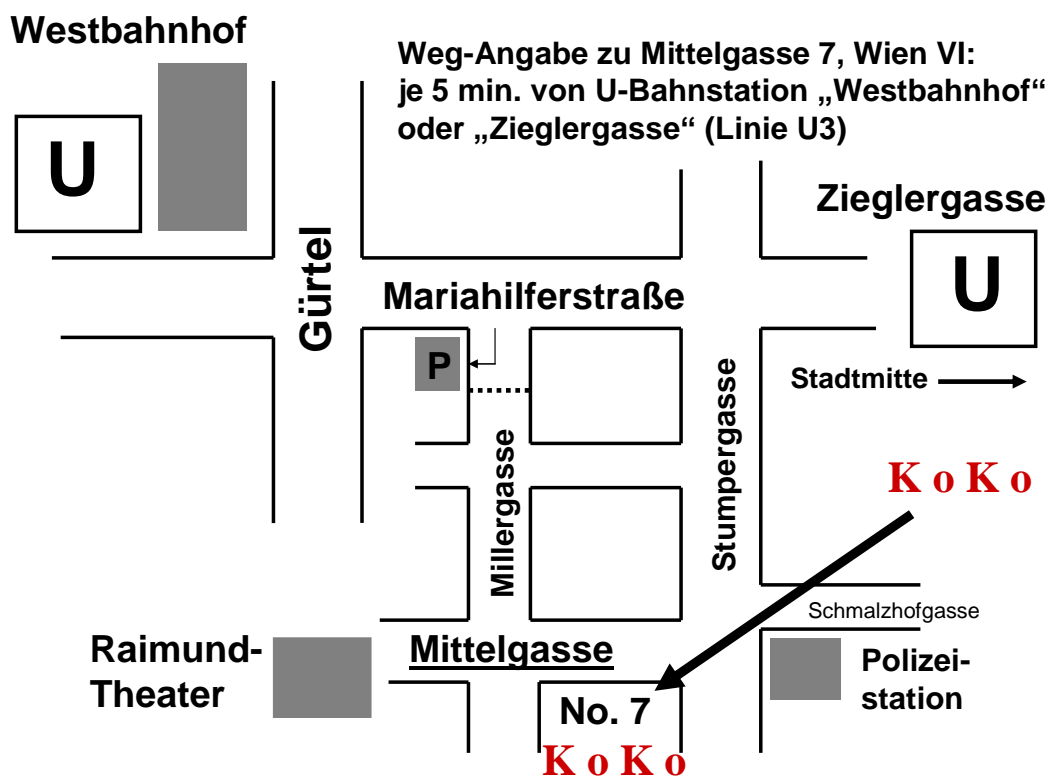 Westbahnhof
Weg-Angabe zu Mittelgasse 7, Wien VI:
je 5 min. von U-Bahnstation „Westbahnhof“
oder „Zieglergasse“ (Linie U3)
U
Zieglergasse
U
Gürtel
Mariahilferstraße
P
Stadtmitte
Millergasse
Stumpergasse
K o K o
Schmalzhofgasse
Raimund-
Theater
Mittelgasse
Polizei-
station
No. 7
K o K o